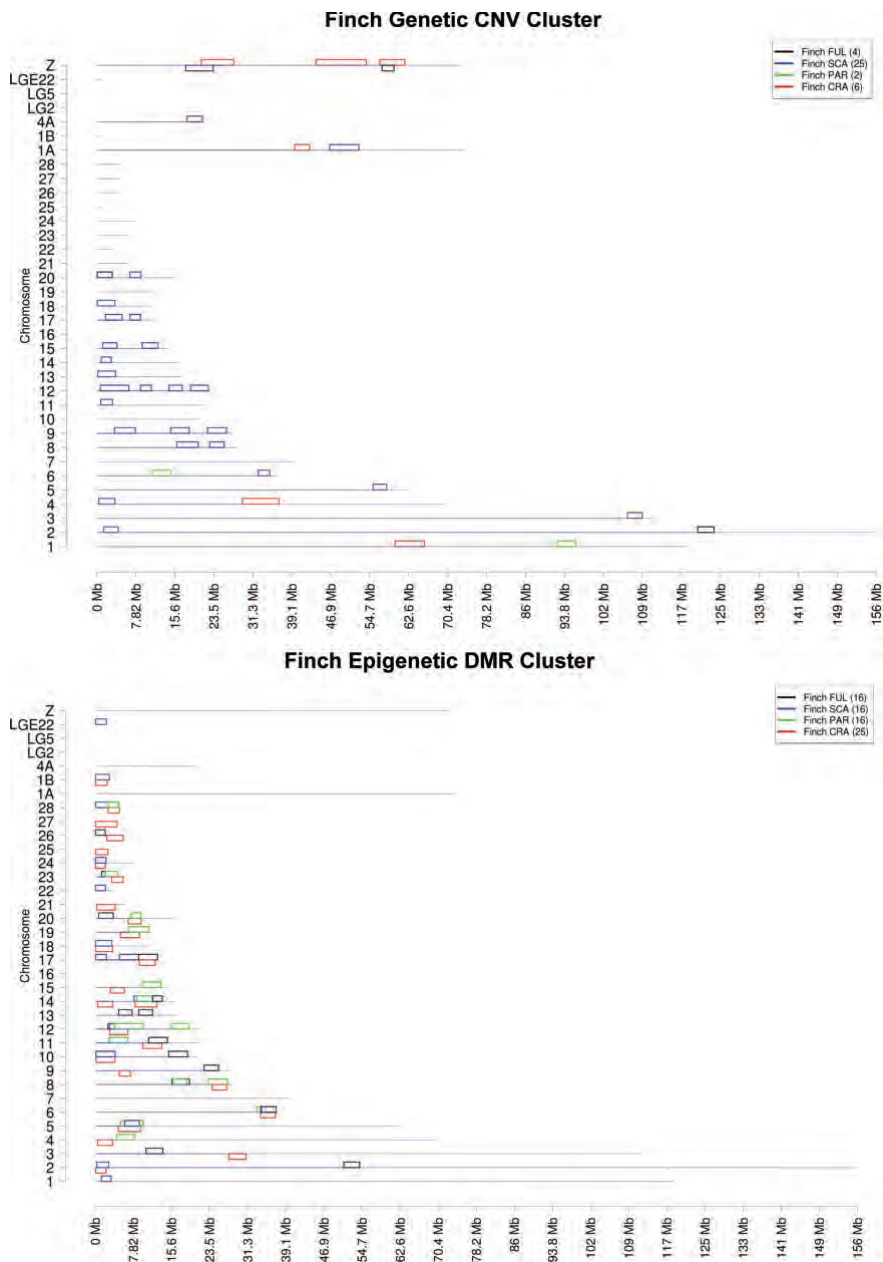 Finch Genetic CNV Cluster
Finch FUL (4)
Finch SCA (25)
Finch PAR (2)
Finch CRA (6)
Chromosome
Z
LGE22
LG5
LG2
4A
1B
1A
28
27
26
25
24
23
22
21
20
19
18
17
16
15
14
13
12
11
10
9
8
7
6
5
4
3
2
1
0 Mb
7.82 Mb
15.6 Mb
23.5 Mb
31.3 Mb
39.1 Mb
46.9 Mb
54.7 Mb
62.6 Mb
70.4 Mb
78.2 Mb
86 Mb
93.8 Mb
102 Mb
109 Mb
117 Mb
125 Mb
133 Mb
141 Mb
149 Mb
156 Mb
Finch Epigenetic DMR Cluster
Finch FUL (16)
Finch SCA (16)
Finch PAR (16)
Finch CRA (25)
Chromosome
Z
LGE22
LG5
LG2
4A
1B
1A
28
27
26
25
24
23
22
21
20
19
18
17
16
15
14
13
12
11
10
9
8
7
6
5
4
3
2
1
0 Mb
7.82 Mb
15.6 Mb
23.5 Mb
31.3 Mb
39.1 Mb
46.9 Mb
54.7 Mb
62.6 Mb
70.4 Mb
78.2 Mb
86 Mb
93.8 Mb
102 Mb
109 Mb
117 Mb
125 Mb
133 Mb
141 Mb
149 Mb
156 Mb